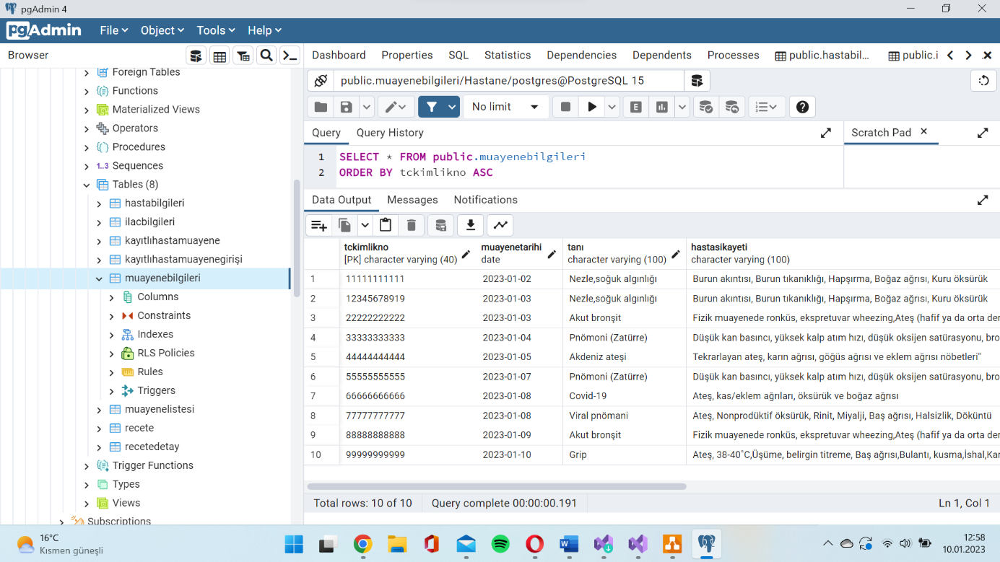 pgAdmin 4
pgAdmin File Object Tools Help
Browser
Dashboard Properties SQL Statistics Dependencies Dependents Processes public.hastabil... public.i
Foreign Tables
Functions
Materialized Views
Operators
Procedures
1..3 Sequences
Tables (8)
hastabilgileri
ilacbilgileri
kayıtlıhastamuayene
kayıtlıhastamuayenegirişi
muayenebilgileri
Columns
Constraints
Indexes
RLS Policies
Rules
Triggers
muayenelistesi
recete
recetedetay
Trigger Functions
Types
Views
Subscriptions
public.muayenebilgileri/Hastane/postgres@PostgreSQL 15
No limit E
Query Query History Scratch Pad
1 SELECT * FROM public.muayenebilgileri
2 ORDER BY tckimlikno ASC
Data Output Messages Notifications
tckimlikno muayenetarihi tanı hastasikayeti
[PK] character varying (40) date character varying (100) character varying (100)
1 11111111111 2023-01-02 Nezle,soğuk algınlığı Burun akıntısı, Burun tıkanıklığı, Hapşırma, Boğaz ağrısı, Kuru öksürük
2 12345678919 2023-01-03 Nezle,soğuk algınlığı Burun akıntısı, Burun tıkanıklığı, Hapşırma, Boğaz ağrısı, Kuru öksürük
3 22222222222 2023-01-03 Akut bronşit Fizik muayenede ronküs, ekspretuvar wheezing,Ateş (hafif ya da orta der
4 33333333333 2023-01-04 Pnömoni (Zatürre) Düşük kan basıncı, yüksek kalp atım hızı, düşük oksijen satürasyonu, bro
5 44444444444 2023-01-05 Akdeniz ateşi Tekrarlayan ateş, karın ağrısı, göğüs ağrısı ve eklem ağrısı nöbetleri"
6 55555555555 2023-01-07 Pnömoni (Zatürre) Düşük kan basıncı, yüksek kalp atım hızı, düşük oksijen satürasyonu, bro
7 66666666666 2023-01-08 Covid-19 Ateş, kas/eklem ağrıları, öksürük ve boğaz ağrısı
8 77777777777 2023-01-08 Viral pnömani Ateş, Nonprodüktif öksürük, Rinit, Miyalji, Baş ağrısı, Halsizlik, Döküntü
9 88888888888 2023-01-09 Akut bronşit Fizik muayenede ronküs, ekspretuvar wheezing,Ateş (hafif ya da orta der
10 99999999999 2023-01-10 Grip Ateş, 38-40˚C,Üşüme, belirgin titreme, Baş ağrısı,Bulantı, kusma,İshal,Kar
Total rows: 10 of 10 Query complete 00:00:00.191 Ln 1, Col 1
16°C
Kısmen güneşli
12:58
10.01.2023